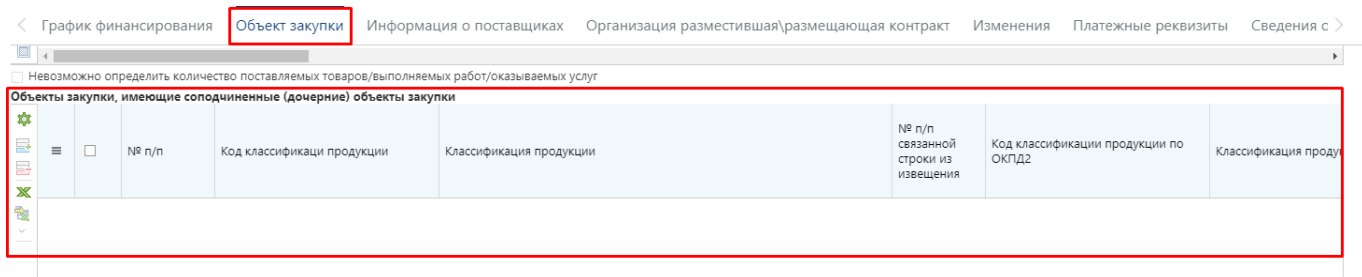 График финансирования Объект закупки Информация о поставщиках Организация разместившая\размещающая контракт Изменения Платежные реквизиты Сведения о
Невозможно определить количество поставляемых товаров/выполняемых работ/оказываемых услуг
Объекты закупки, имеющие соподчиненные (дочерние) объекты закупки
№ п/п Код классификаци продукции Классификация продукции № п/п связанной строки из извещения Код классификации продукции по ОКПД2 Классификация проду